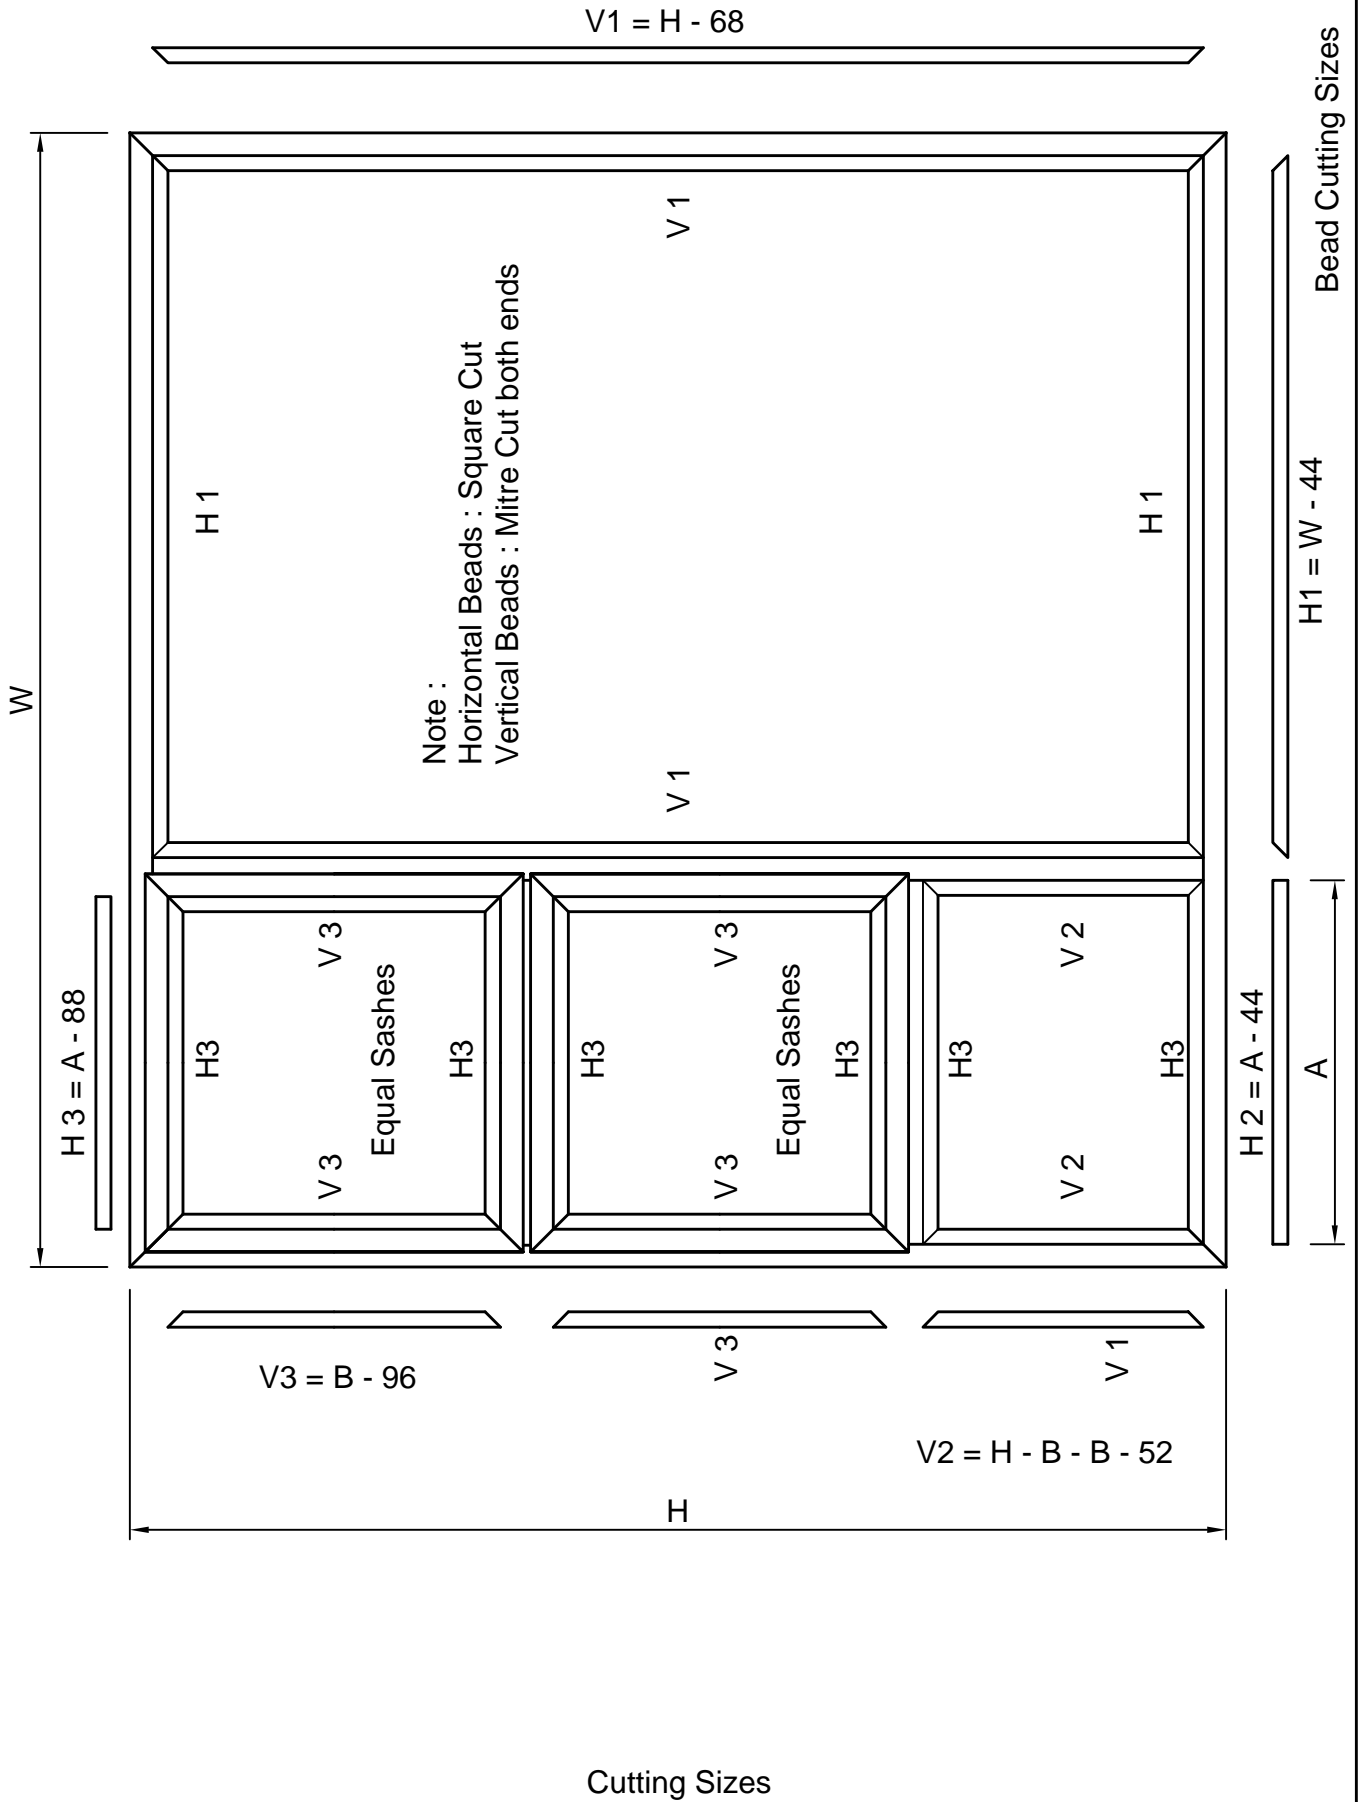 V1 = H - 68
Bead Cutting Sizes
W
V 1
H 1
Note :
Horizontal Beads : Square Cut
Vertical Beads : Mitre Cut both ends
H 1
H1 = W - 44
V 1
H 3 = A - 88
V 3
V 3
V 2
H3
Equal Sashes
H3
H3
Equal Sashes
H3
H3
H3
H 2 = A - 44
A
V 3
V 3
V 2
V3 = B - 96
V 3
V 1
V2 = H - B - B - 52
H
Cutting Sizes